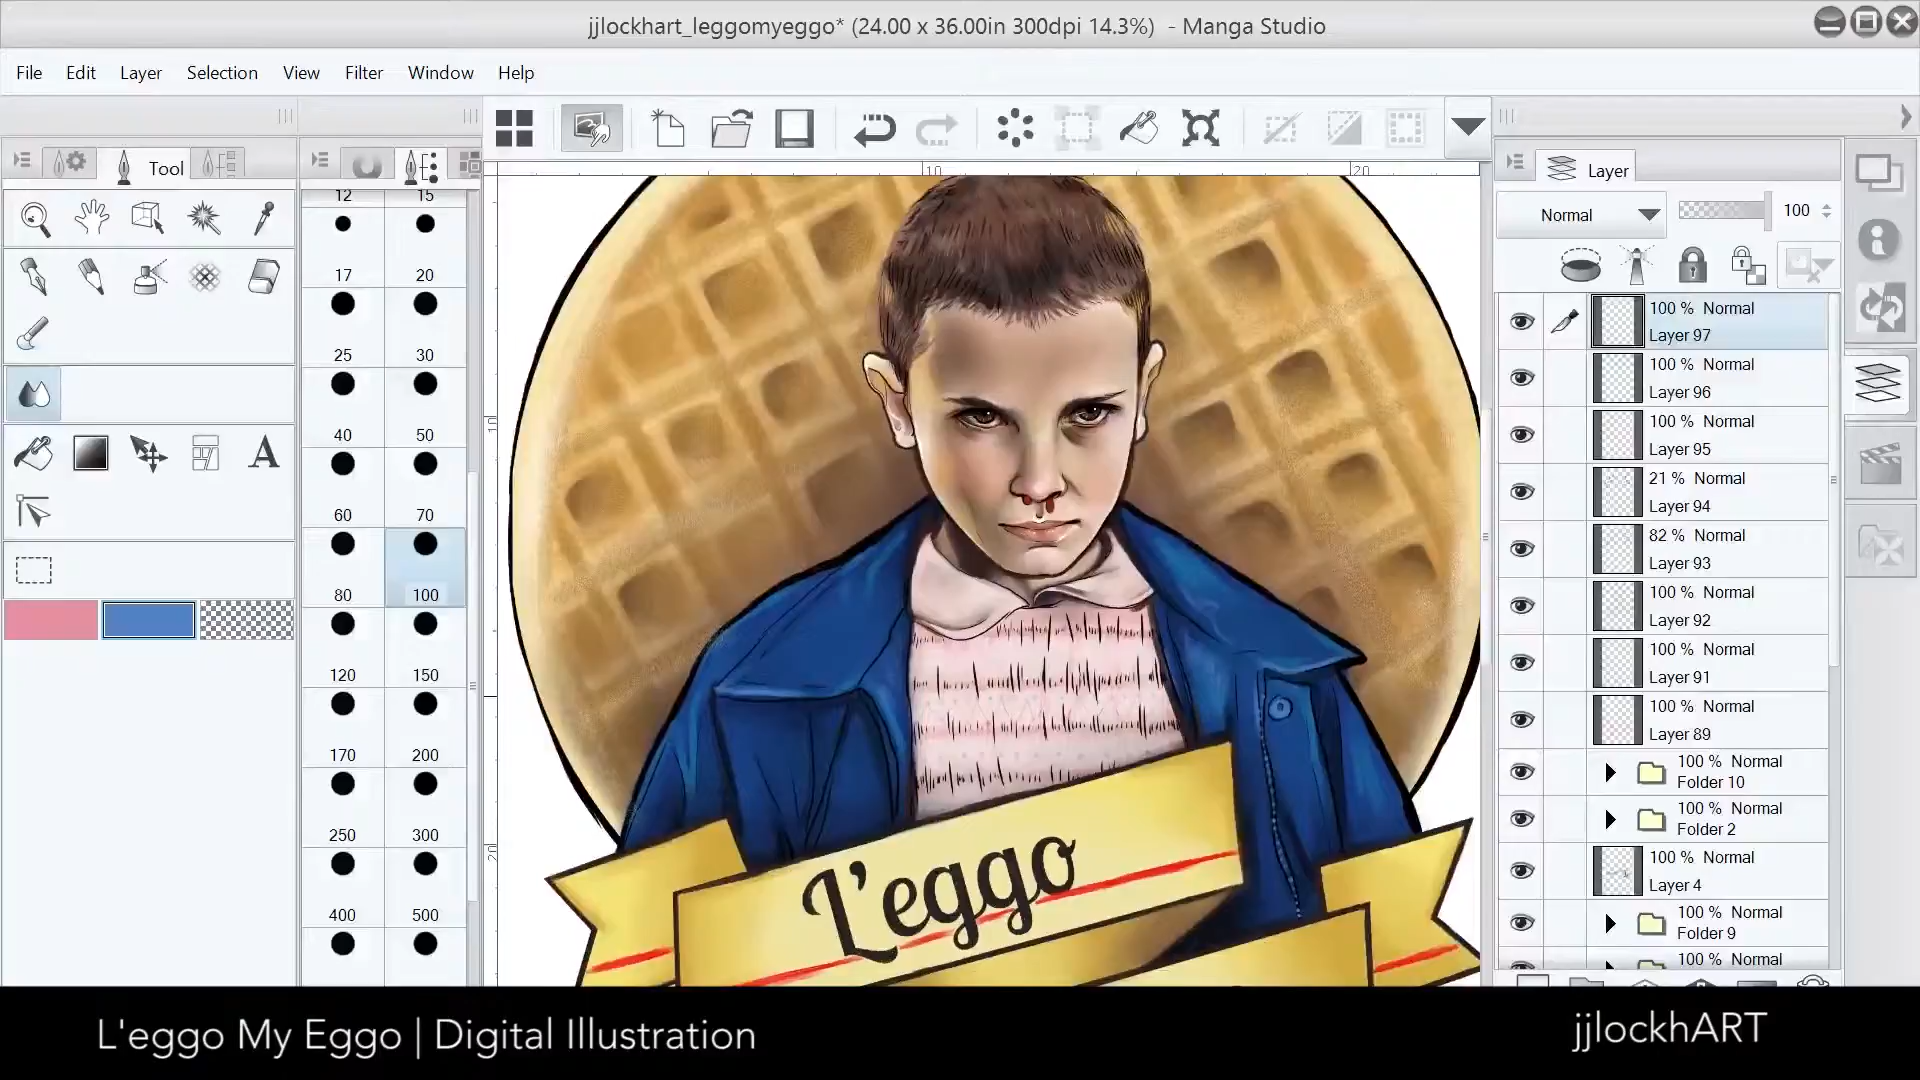 jjlockhart_leggomyeggo* (24.00 x 36.00in 300dpi 14.3%) - Manga Studio
File Edit Layer Selection View Filter Window Help
Tool
12 15
17 20
25 30
40 50
60 70
80 100
120 150
170 200
250 300
400 500
10 20
10
20
L'eggo
Layer
Normal 100
100 % Normal
Layer 97
100 % Normal
Layer 96
100 % Normal
Layer 95
21 % Normal
Layer 94
82 % Normal
Layer 93
100 % Normal
Layer 92
100 % Normal
Layer 91
100 % Normal
Layer 89
100 % Normal
Folder 10
100 % Normal
Folder 2
100 % Normal
Layer 4
100 % Normal
Folder 9
100 % Normal
L'eggo My Eggo | Digital Illustration
jjlockhART